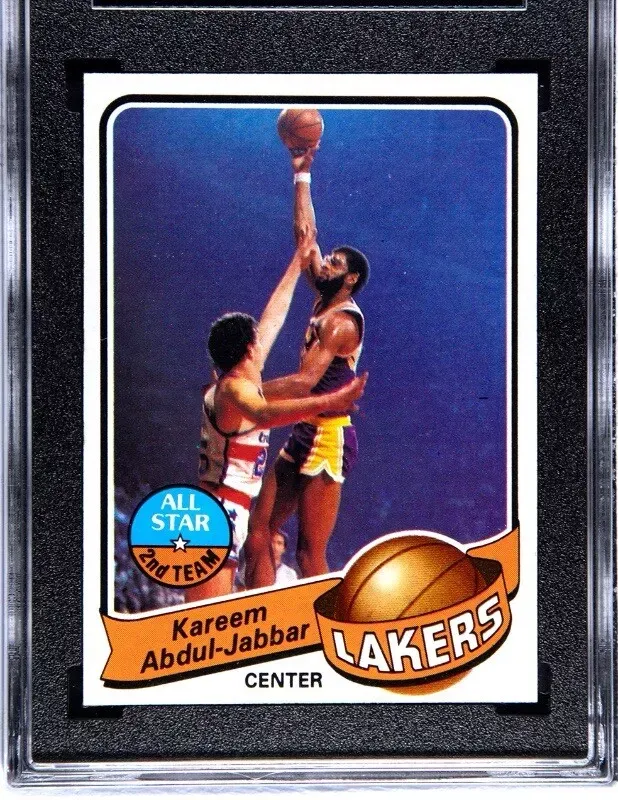 ALL
STAR
2nd TEAM
Kareem
Abdul-Jabbar
LAKERS
CENTER